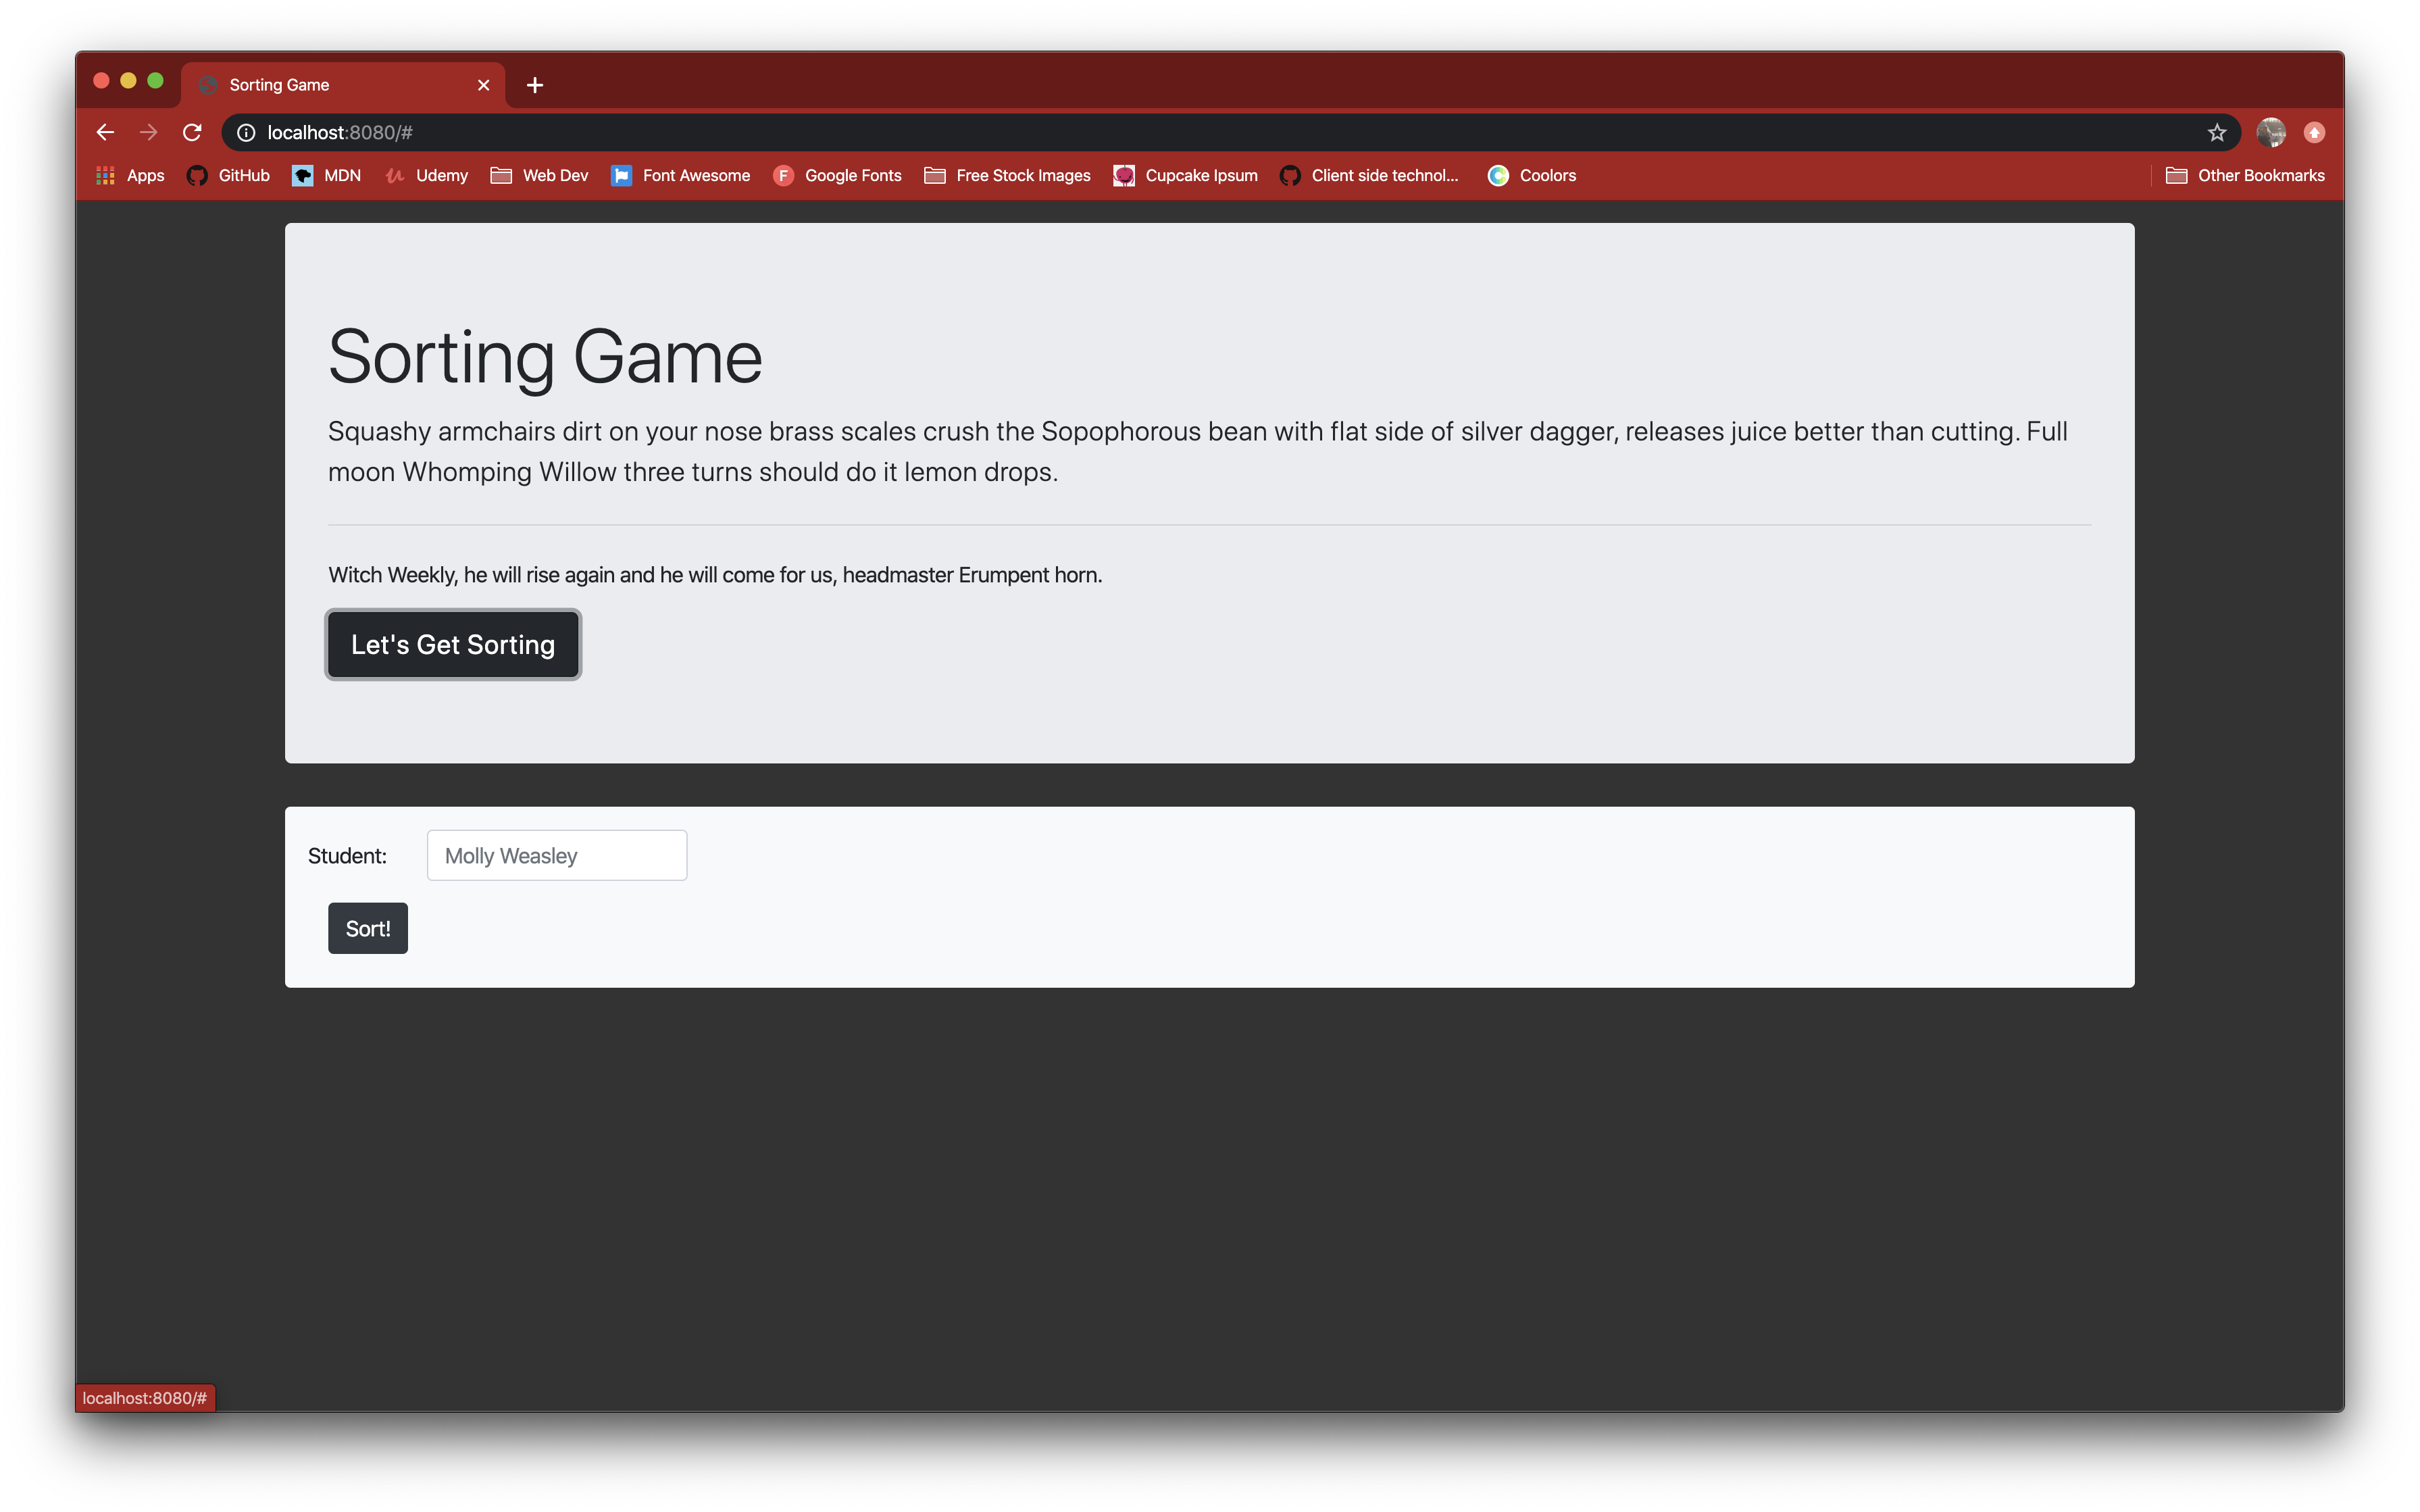 Sorting Game
localhost:8080/#
Apps GitHub MDN Udemy Web Dev Font Awesome Google Fonts Free Stock Images Cupcake Ipsum Client side technol... Coolors Other Bookmarks
Sorting Game
Squashy armchairs dirt on your nose brass scales crush the Sopophorous bean with flat side of silver dagger, releases juice better than cutting. Full
moon Whomping Willow three turns should do it lemon drops.
Witch Weekly, he will rise again and he will come for us, headmaster Erumpent horn.
Let's Get Sorting
Student: Molly Weasley
Sort!
localhost:8080/#